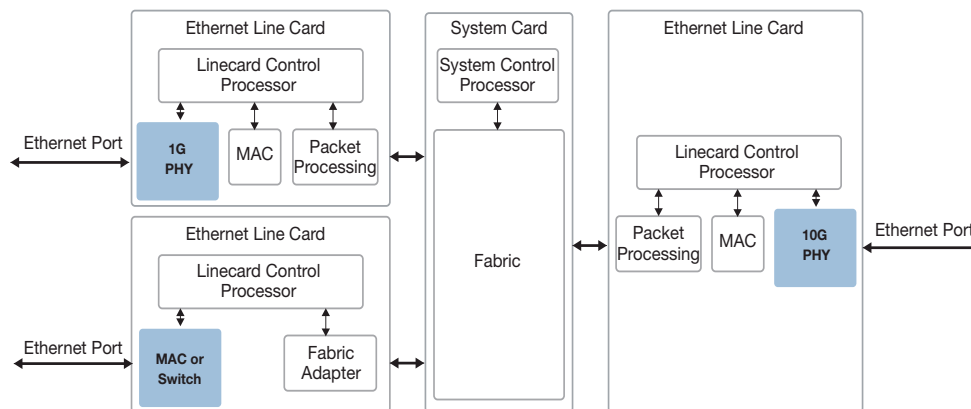 Ethernet Line Card
Linecard Control
Processor
Ethernet Port
1G
PHY
MAC
Packet
Processing
Ethernet Line Card
Linecard Control
Processor
Ethernet Port
MAC or
Switch
Fabric
Adapter
System Card
System Control
Processor
Fabric
Ethernet Line Card
Linecard Control
Processor
Packet
Processing
MAC
10G
PHY
Ethernet Port